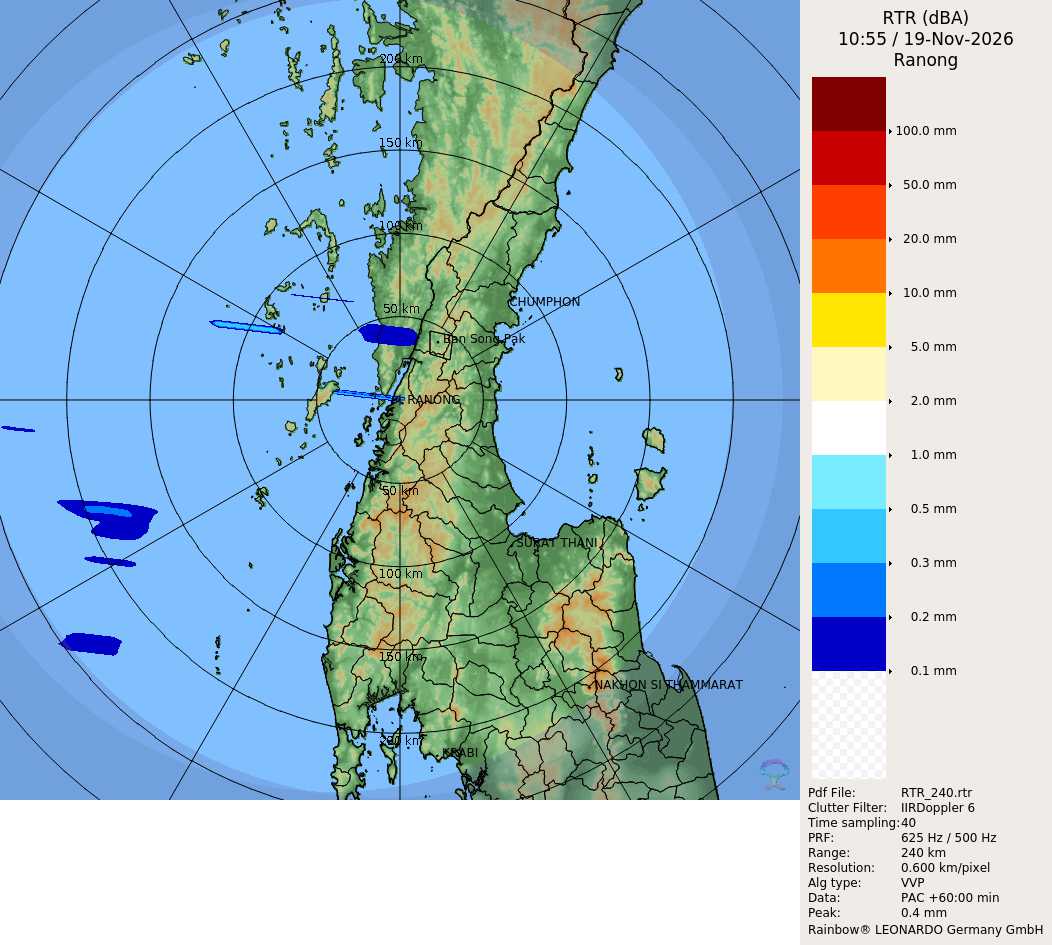 RTR (dBA)
10:55 / 19-Nov-2026
Ranong
100.0 mm
50.0 mm
20.0 mm
10.0 mm
5.0 mm
2.0 mm
1.0 mm
0.5 mm
0.3 mm
0.2 mm
0.1 mm
200 km
150 km
100 km
50 km
CHUMPHON
Ban Song Pak
RANONG
50 km
SURAT THANI
100 km
150 km
NAKHON SI THAMMARAT
200 km
KRABI
Pdf File: RTR_240.rtr
Clutter Filter: IIRDoppler 6
Time sampling:40
PRF: 625 Hz / 500 Hz
Range: 240 km
Resolution: 0.600 km/pixel
Alg type: VVP
Data: PAC +60:00 min
Peak: 0.4 mm
Rainbow® LEONARDO Germany GmbH